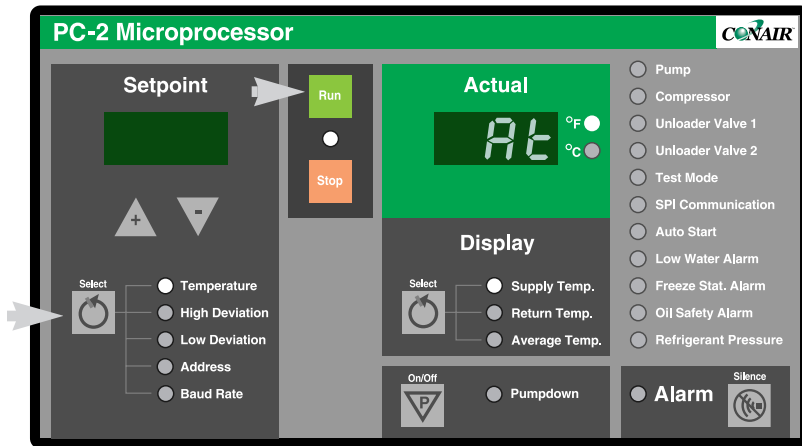 PC-2 Microprocessor
CONAIR
Setpoint
+
-
Select
Temperature
High Deviation
Low Deviation
Address
Baud Rate
Run
Stop
Actual
At
°F
°C
Display
Select
Supply Temp.
Return Temp.
Average Temp.
On/Off
P
Pumpdown
Pump
Compressor
Unloader Valve 1
Unloader Valve 2
Test Mode
SPI Communication
Auto Start
Low Water Alarm
Freeze Stat. Alarm
Oil Safety Alarm
Refrigerant Pressure
Alarm
Silence